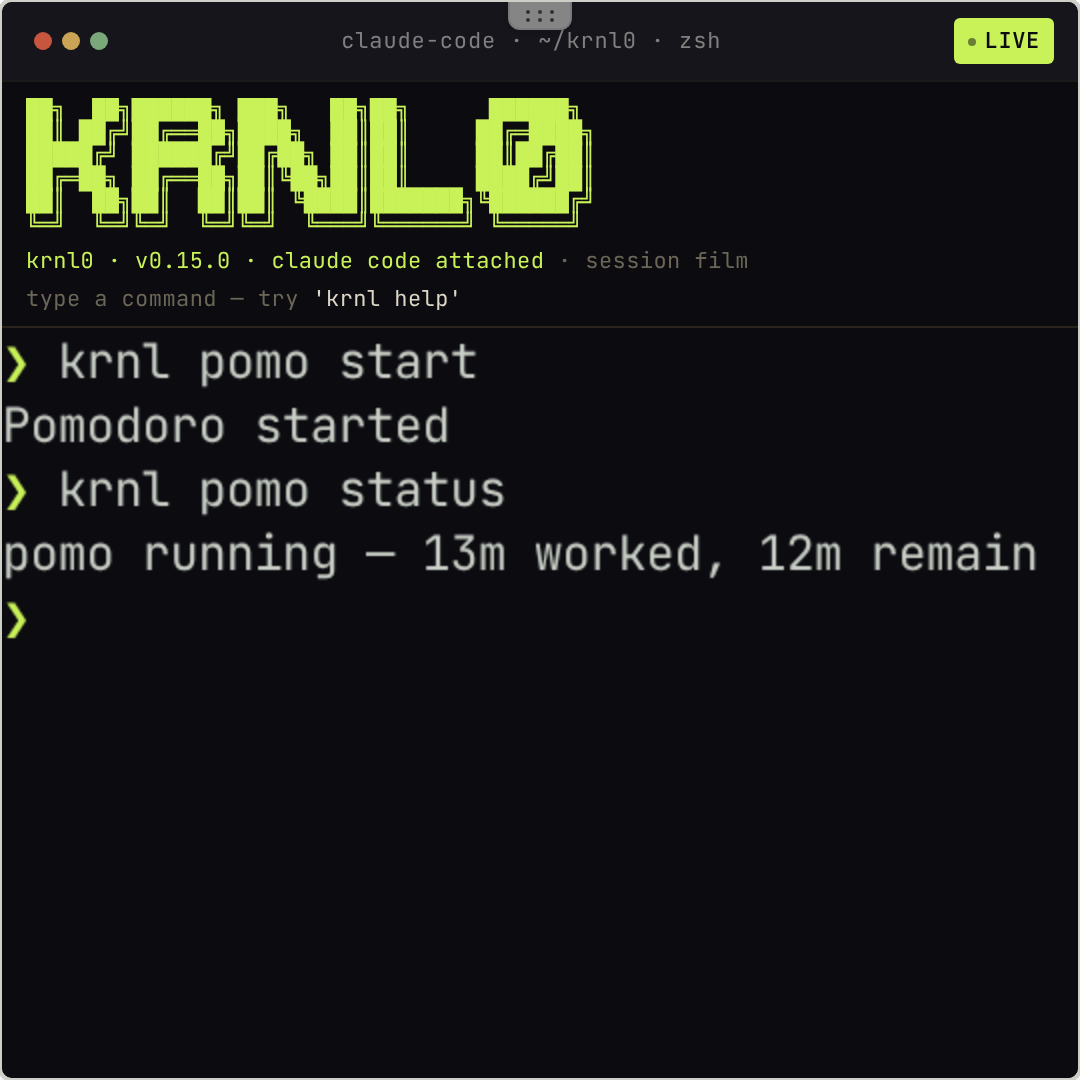 claude-code · ~/krnl0 · zsh
LIVE
KRNL0
krnl0 · v0.15.0 · claude code attached · session film
type a command — try 'krnl help'
❯ krnl pomo start
Pomodoro started
❯ krnl pomo status
pomo running — 13m worked, 12m remain
❯